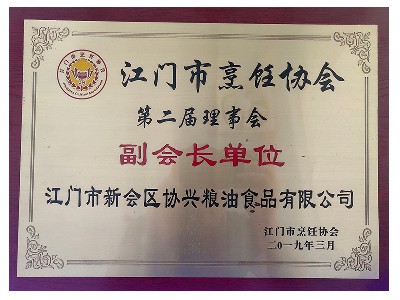 江门市烹饪协会
第二届理事会
副会长单位
江门市新会区协兴粮油食品有限公司
江门市烹饪协会
二〇一九年三月